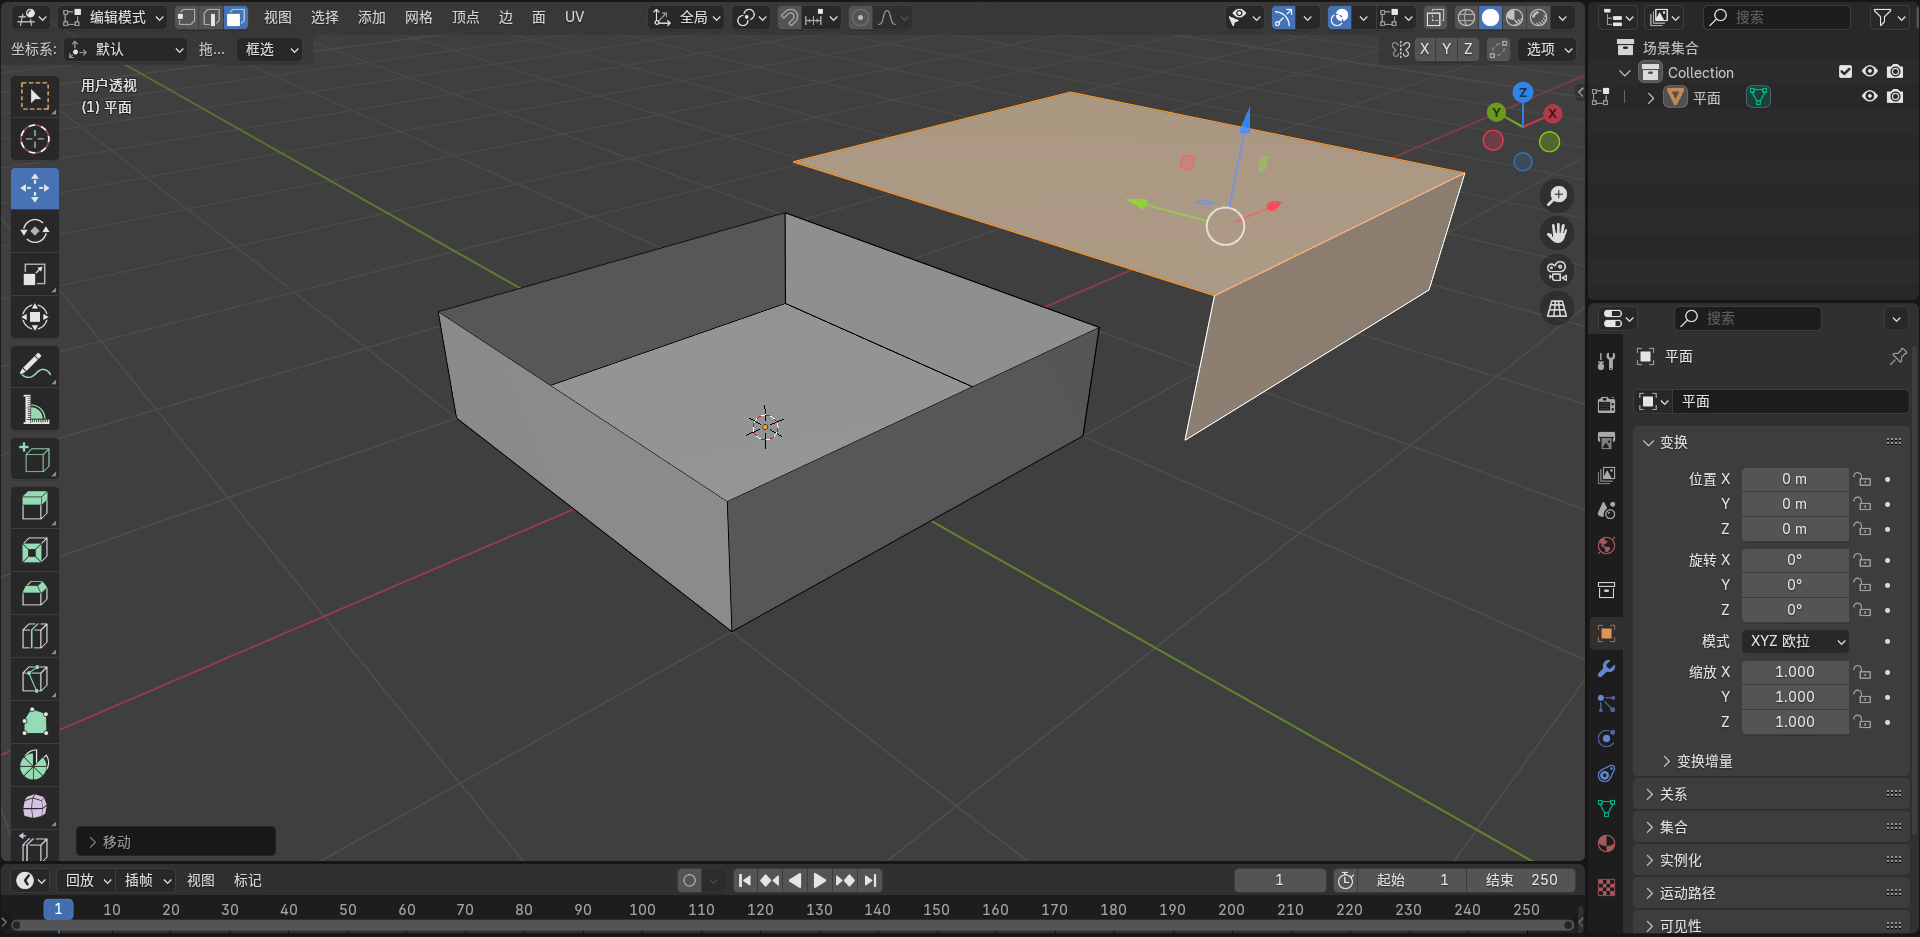 编辑模式 视图 选择 添加 网格 顶点 边 面 UV 全局
坐标系: 默认 拖... 框选 X Y Z 选项
用户透视
(1) 平面
Z
Y
X
移动
搜索
场景集合
Collection
平面
搜索
平面
平面
变换
位置 X 0 m
Y 0 m
Z 0 m
旋转 X 0°
Y 0°
Z 0°
模式 XYZ 欧拉
缩放 X 1.000
Y 1.000
Z 1.000
变换增量
关系
集合
实例化
运动路径
可见性
回放 插帧 视图 标记 1 起始 1 结束 250
1 10 20 30 40 50 60 70 80 90 100 110 120 130 140 150 160 170 180 190 200 210 220 230 240 250